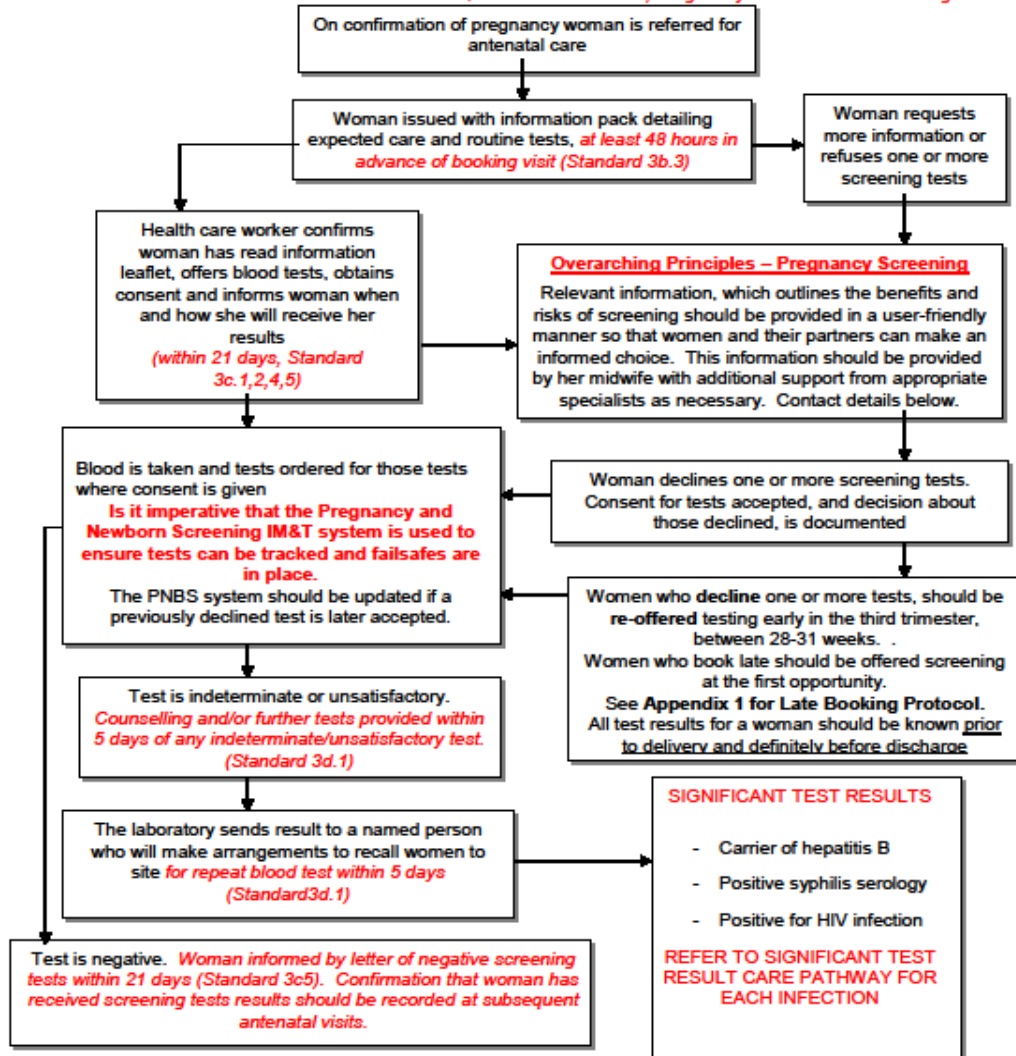 On confirmation of pregnancy woman is referred for
antenatal care
Woman issued with information pack detailing
expected care and routine tests, at least 48 hours in
advance of booking visit (Standard 3b.3)
Woman requests
more information or
refuses one or more
screening tests
Health care worker confirms
woman has read information
leaflet, offers blood tests, obtains
consent and informs woman when
and how she will receive her
results
(within 21 days, Standard
3c.1,2,4,5)
Overarching Principles – Pregnancy Screening
Relevant information, which outlines the benefits and
risks of screening should be provided in a user-friendly
manner so that women and their partners can make an
informed choice. This information should be provided
by her midwife with additional support from appropriate
specialists as necessary. Contact details below.
Blood is taken and tests ordered for those tests
where consent is given
Is it imperative that the Pregnancy and
Newborn Screening IM&T system is used to
ensure tests can be tracked and failsafes are
in place.
The PNBS system should be updated if a
previously declined test is later accepted.
Woman declines one or more screening tests.
Consent for tests accepted, and decision about
those declined, is documented
Women who decline one or more tests, should be
re-offered testing early in the third trimester,
between 28-31 weeks. .
Women who book late should be offered screening
at the first opportunity.
See Appendix 1 for Late Booking Protocol.
All test results for a woman should be known prior
to delivery and definitely before discharge
Test is indeterminate or unsatisfactory.
Counselling and/or further tests provided within
5 days of any indeterminate/unsatisfactory test.
(Standard 3d.1)
The laboratory sends result to a named person
who will make arrangements to recall women to
site for repeat blood test within 5 days
(Standard3d.1)
SIGNIFICANT TEST RESULTS
- Carrier of hepatitis B
- Positive syphilis serology
- Positive for HIV infection
REFER TO SIGNIFICANT TEST
RESULT CARE PATHWAY FOR
EACH INFECTION
Test is negative. Woman informed by letter of negative screening
tests within 21 days (Standard 3c5). Confirmation that woman has
received screening tests results should be recorded at subsequent
antenatal visits.